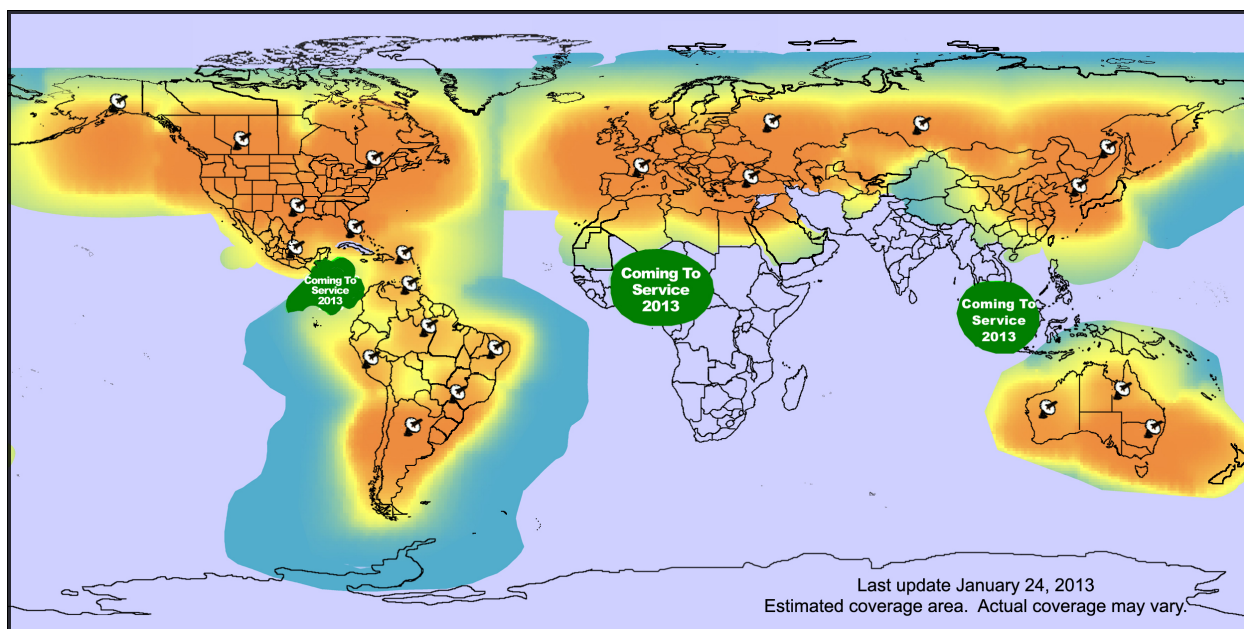 Coming To
Service
2013
Coming To
Service
2013
Coming To
Service
2013
Last update January 24, 2013
Estimated coverage area.  Actual coverage may vary.